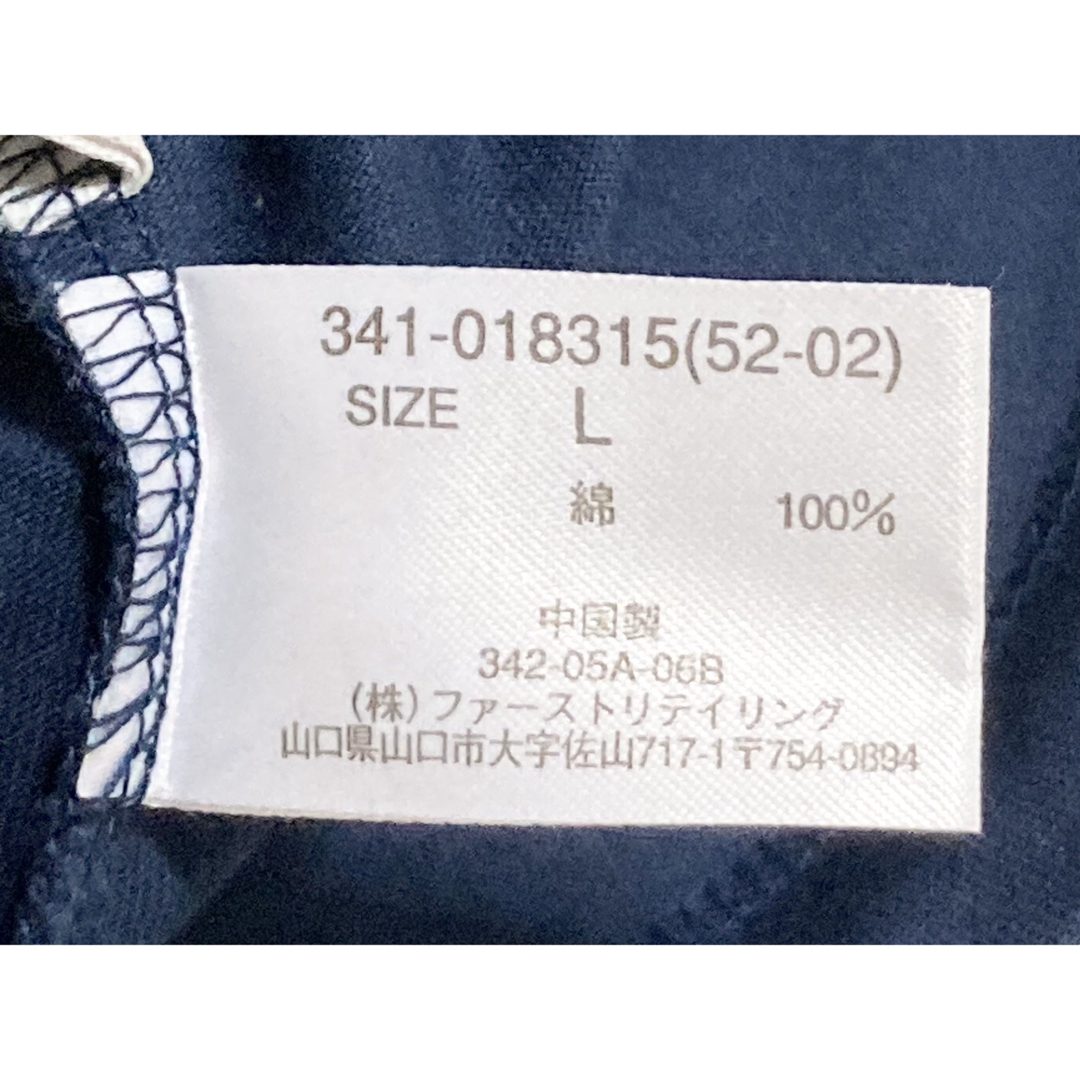 341-018315(52-02)
SIZE L
綿 100%
中国製
342-05A-06B
(株)ファーストリテイリング
山口県山口市大字佐山717-1〒754-0894